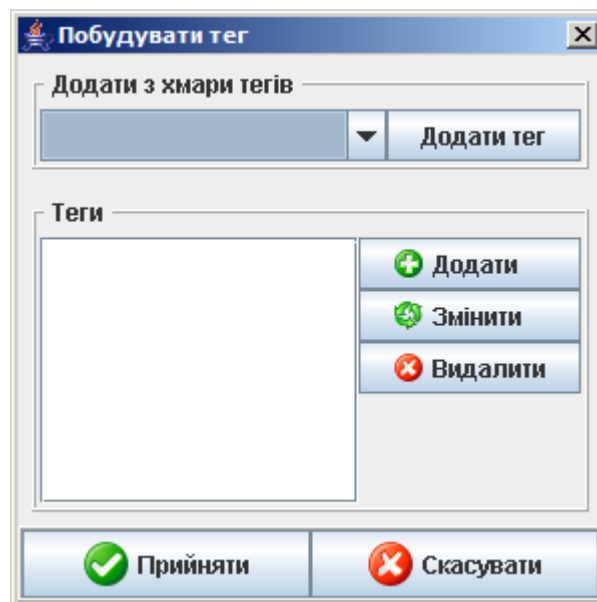 Побудувати тег
Додати з хмари тегів
Додати тег
Теги
Додати
Змінити
Видалити
Прийняти
Скасувати